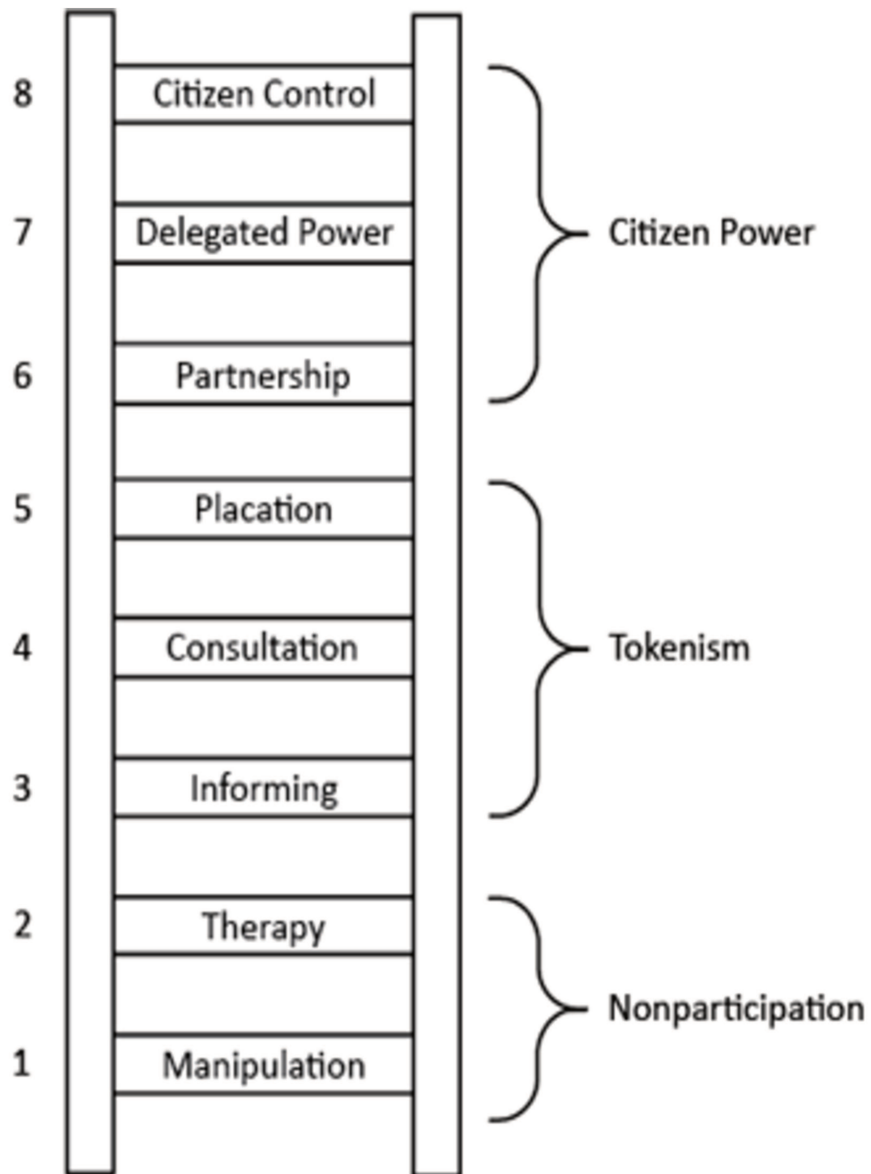 8 Citizen Control
7 Delegated Power Citizen Power
6 Partnership
5 Placation
4 Consultation Tokenism
3 Informing
2 Therapy
Nonparticipation
1 Manipulation